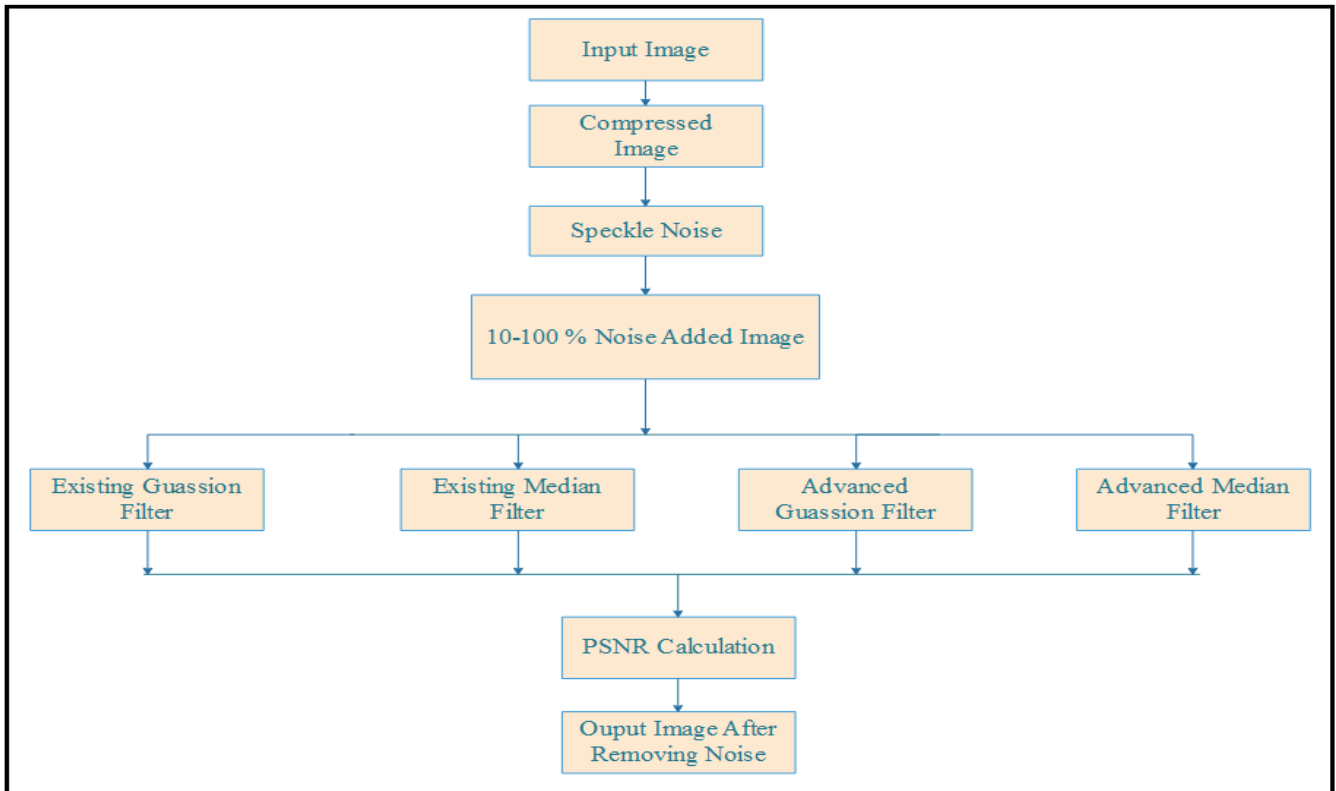 Input Image
Compressed
Image
Speckle Noise
10-100 % Noise Added Image
Existing Guassion
Filter
Existing Median
Filter
Advanced
Guassion Filter
Advanced Median
Filter
PSNR Calculation
Ouput Image After
Removing Noise